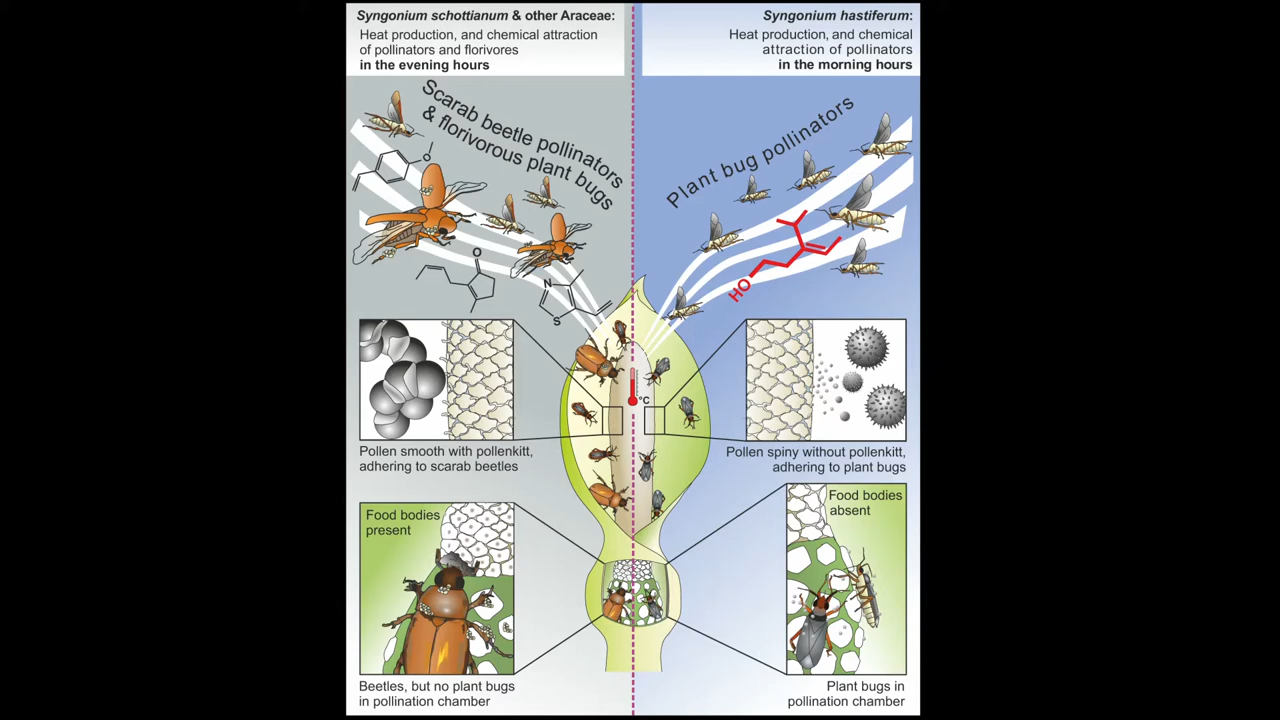 Syngonium schottianum & other Araceae:
Heat production, and chemical attraction
of pollinators and florivores
in the evening hours
Syngonium hastiferum:
Heat production, and chemical
attraction of pollinators
in the morning hours
Scarab beetle pollinators
& florivorous plant bugs
Plant bug pollinators
O
O
N
S
HO
°C
Pollen smooth with pollenkitt,
adhering to scarab beetles
Pollen spiny without pollenkitt,
adhering to plant bugs
Food bodies
present
Food bodies
absent
Beetles, but no plant bugs
in pollination chamber
Plant bugs in
pollination chamber